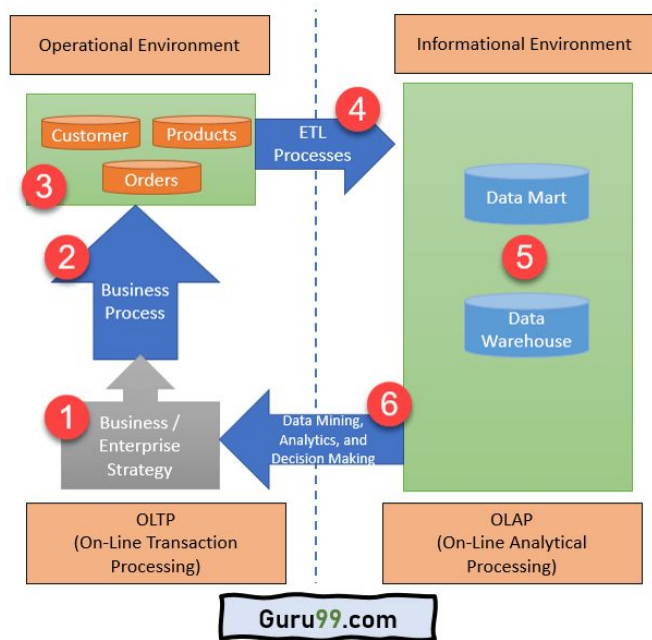 Operational Environment
Informational Environment
Customer
Products
Orders
3
ETL
Processes
4
Data Mart
5
Data
Warehouse
2
Business
Process
1
Business /
Enterprise
Strategy
6
Data Mining,
Analytics, and
Decision Making
OLTP
(On-Line Transaction
Processing)
OLAP
(On-Line Analytical
Processing)
Guru99.com